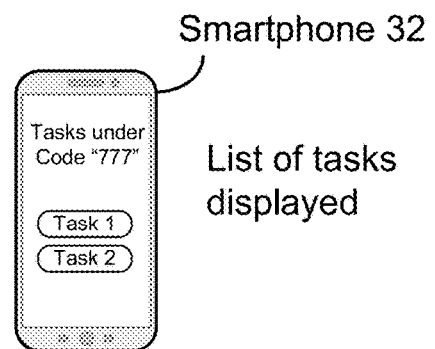 Smartphone 32
Tasks under
Code "777"
Task 1
Task 2
List of tasks
displayed